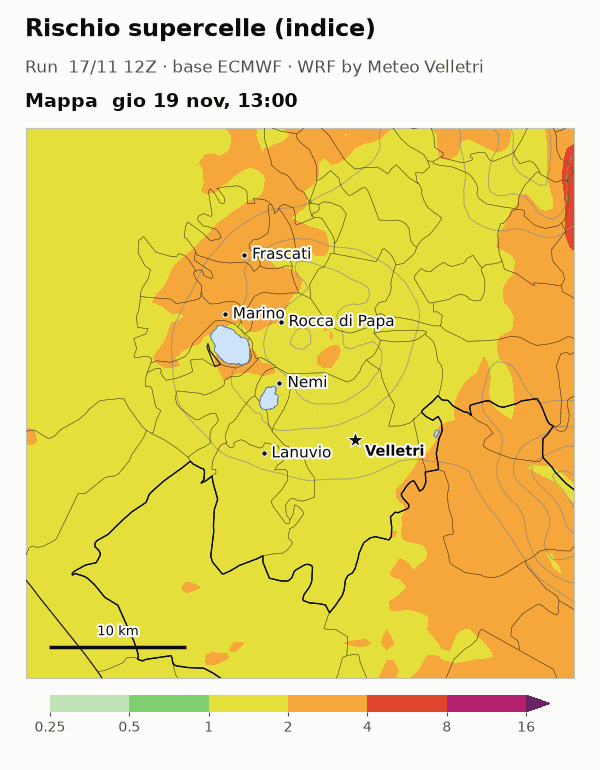 Rischio supercelle (indice)
Run  17/11 12Z · base ECMWF · WRF by Meteo Velletri
Mappa  gio 19 nov, 13:00
Frascati
Marino
Rocca di Papa
Nemi
Velletri
Lanuvio
10 km
0.25 0.5 1 2 4 8 16